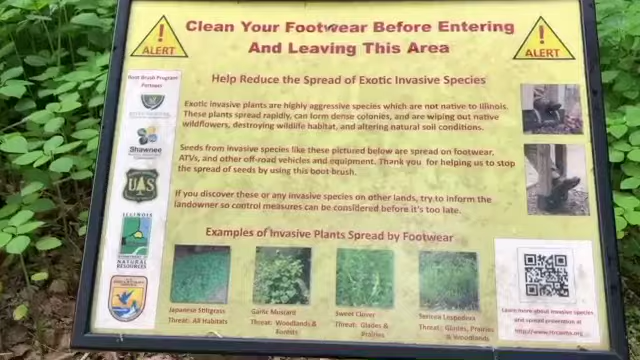 Clean Your Footwear Before Entering
And Leaving This Area
ALERT
ALERT
Help Reduce the Spread of Exotic Invasive Species
Boot Brush Program
Partners
Exotic invasive plants are highly aggressive species which are not native to Illinois.
These plants spread rapidly, can form dense colonies, and are wiping out native
wildflowers, destroying wildlife habitat, and altering natural soil conditions.
Seeds from invasive species like these pictured below are spread on footwear,
ATVs, and other off-road vehicles and equipment. Thank you for helping us to stop
the spread of seeds by using this boot brush.
If you discover these or any invasive species on other lands, try to inform the
landowner so control measures can be considered before it's too late.
Shawnee
UAS
ILLINOIS
DEPARTMENT OF
NATURAL
RESOURCES
Examples of Invasive Plants Spread by Footwear
Japanese Stiltgrass
Threat: All Habitats
Garlic Mustard
Threat: Woodlands &
Forests
Sweet Clover
Threat: Glades &
Prairies
Sericea Lespedeza
Threat: Glades, Prairies
& Woodlands
Learn more about invasive
species and spread prevention at